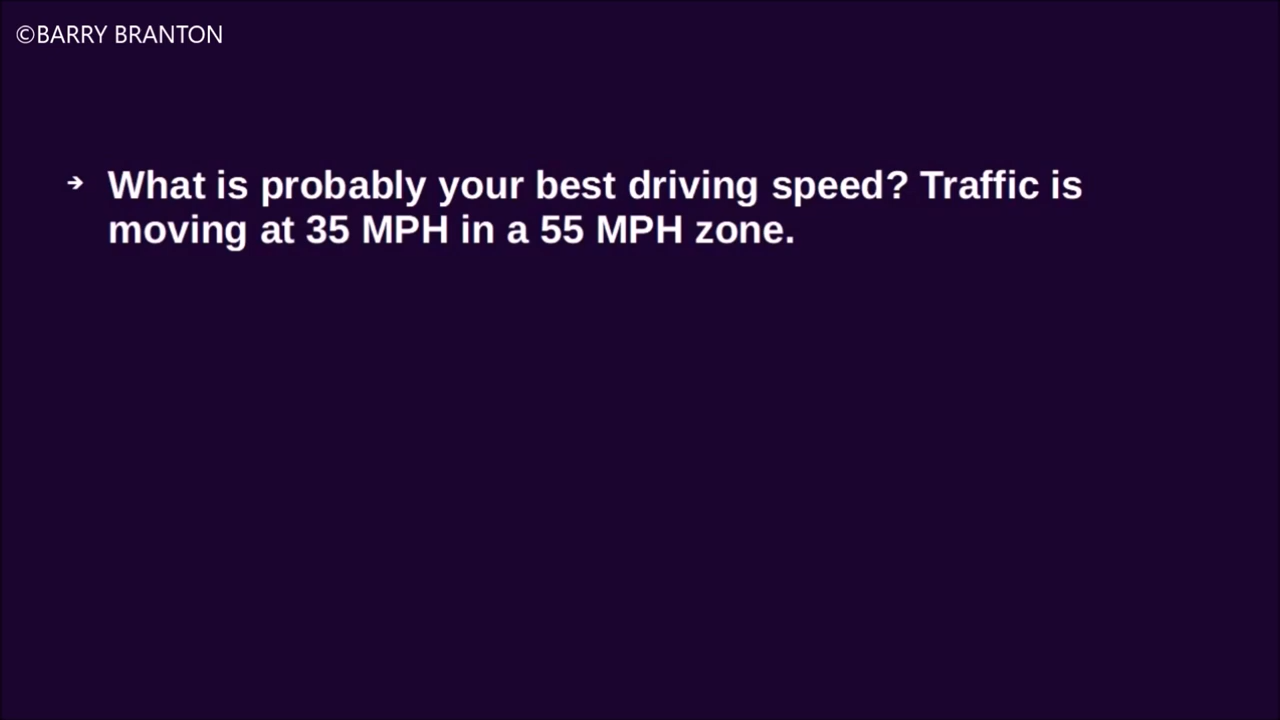 ©BARRY BRANTON
➔ What is probably your best driving speed? Traffic is
moving at 35 MPH in a 55 MPH zone.